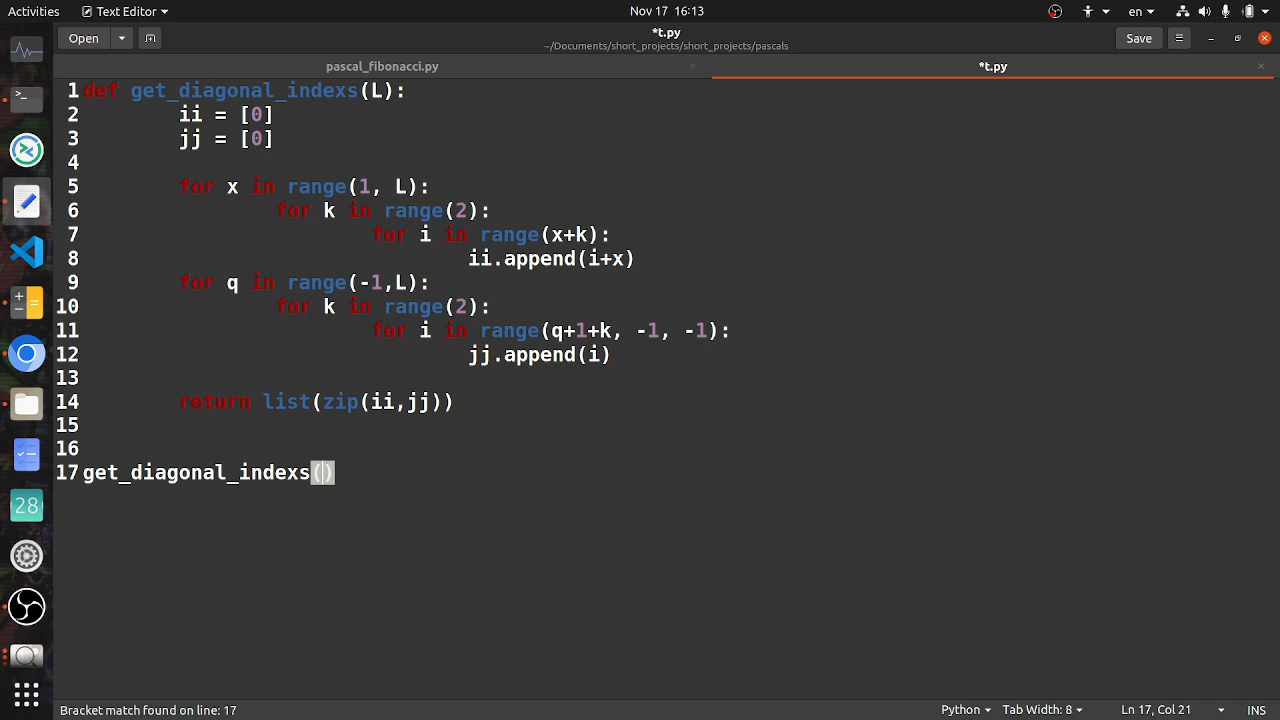 Activities Text Editor Nov 17 16:13 en
Open *t.py Save
~/Documents/short_projects/short_projects/pascals
pascal_fibonacci.py *t.py
1 def get_diagonal_indexs(L):
2 ii = [0]
3 jj = [0]
4
5 for x in range(1, L):
6 for k in range(2):
7 for i in range(x+k):
8 ii.append(i+x)
9 for q in range(-1,L):
10 for k in range(2):
11 for i in range(q+1+k, -1, -1):
12 jj.append(i)
13
14 return list(zip(ii,jj))
15
16
17 get_diagonal_indexs()
28
Bracket match found on line: 17 Python Tab Width: 8 Ln 17, Col 21 INS